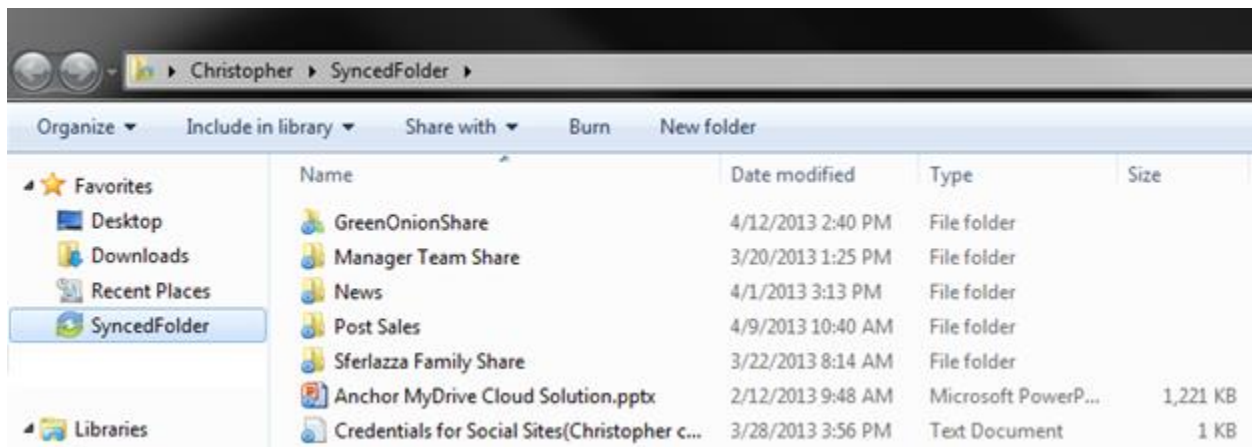 Christopher ▸ SyncedFolder ▸
Organize Include in library Share with Burn New folder
Favorites
Desktop
Downloads
Recent Places
SyncedFolder
Libraries
Name Date modified Type Size
GreenOnionShare 4/12/2013 2:40 PM File folder
Manager Team Share 3/20/2013 1:25 PM File folder
News 4/1/2013 3:13 PM File folder
Post Sales 4/9/2013 10:40 AM File folder
Sferlazza Family Share 3/22/2013 8:14 AM File folder
Anchor MyDrive Cloud Solution.pptx 2/12/2013 9:48 AM Microsoft PowerP... 1,221 KB
Credentials for Social Sites(Christopher c... 3/28/2013 3:56 PM Text Document 1 KB